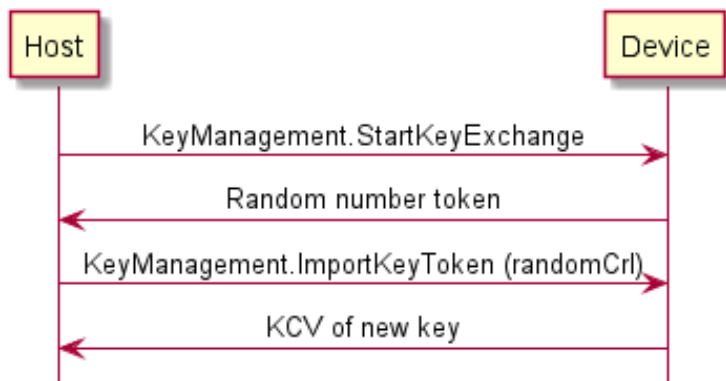 Host
Device
KeyManagement.StartKeyExchange
Random number token
KeyManagement.ImportKeyToken (randomCrl)
KCV of new key